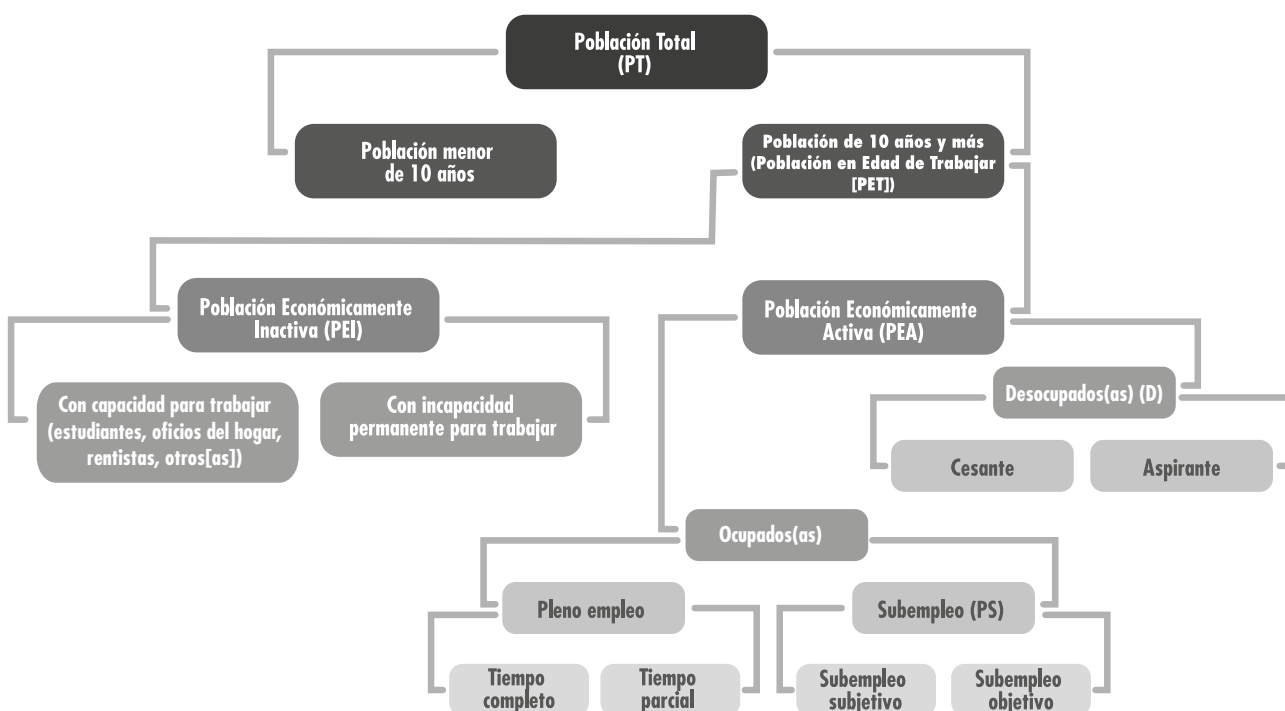 Población Total
(PT)
Población menor
de 10 años
Población de 10 años y más
(Población en Edad de Trabajar
[PET])
Población Económicamente
Inactiva (PEI)
Población Económicamente
Activa (PEA)
Con capacidad para trabajar
(estudiantes, oficios del hogar,
rentistas, otros[as])
Con incapacidad
permanente para trabajar
Desocupados(as) (D)
Cesante
Aspirante
Ocupados(as)
Pleno empleo
Subempleo (PS)
Tiempo
completo
Tiempo
parcial
Subempleo
subjetivo
Subempleo
objetivo